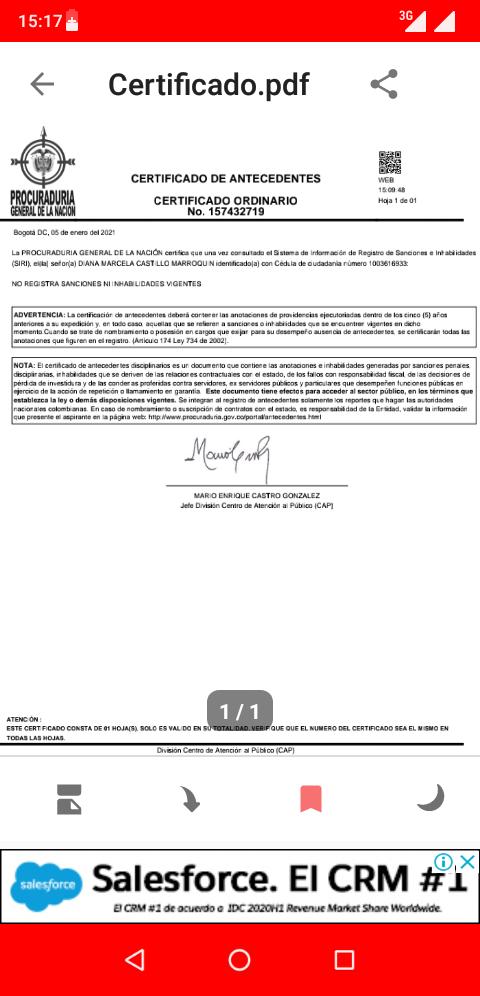 15:17
3G
Certificado.pdf
PROCURADURIA
GENERAL DE LA NACION
CERTIFICADO DE ANTECEDENTES
CERTIFICADO ORDINARIO
No. 157432719
WEB
15:09:48
Hoja 1 de 01
Bogotá DC, 05 de enero del 2021
La PROCURADURIA GENERAL DE LA NACIÓN certifica que una vez consultado el Sistema de Información de Registro de Sanciones e Inhabilidades
(SIRI), el(la) señor(a) DIANA MARCELA CASTILLO MARROQUIN identificado(a) con Cédula de ciudadanía número 1003616933:
NO REGISTRA SANCIONES NI INHABILIDADES VIGENTES
ADVERTENCIA: La certificación de antecedentes deberá contener las anotaciones de providencias ejecutoriadas dentro de los cinco (5) años
anteriores a su expedición y, en todo caso, aquellas que se refieren a sanciones o inhabilidades que se encuentren vigentes en dicho
momento. Cuando se trate de nombramiento o posesión en cargos que exijan para su desempeño ausencia de antecedentes, se certificarán todas las
anotaciones que figuren en el registro. (Artículo 174 Ley 734 de 2002).
NOTA: El certificado de antecedentes disciplinarios es un documento que contiene las anotaciones e inhabilidades generadas por sanciones penales,
disciplinarias, inhabilidades que se deriven de las relaciones contractuales con el estado, de los fallos con responsabilidad fiscal, de las decisiones de
pérdida de investidura y de las condenas proferidas contra servidores, ex servidores públicos y particulares que desempeñen funciones públicas en
ejercicio de la acción de repetición o llamamiento en garantía. Este documento tiene efectos para acceder al sector público, en los términos que
establezca la ley o demás disposiciones vigentes. Se integran al registro de antecedentes solamente los reportes que hagan las autoridades
nacionales colombianas. En caso de nombramiento o suscripción de contratos con el estado, es responsabilidad de la Entidad, validar la información
que presente el aspirante en la página web: http://www.procuraduria.gov.co/portal/antecedentes.html
MARIO ENRIQUE CASTRO GONZALEZ
Jefe División Centro de Atención al Público (CAP)
1 / 1
ATENCIÓN :
ESTE CERTIFICADO CONSTA DE 01 HOJA(S), SOLO ES VALIDO EN SU TOTALIDAD. VERIFIQUE QUE EL NUMERO DEL CERTIFICADO SEA EL MISMO EN
TODAS LAS HOJAS.
División Centro de Atención al Público (CAP)
salesforce
Salesforce. El CRM #1
El CRM #1 de acuerdo a IDC 2020H1 Revenue Market Share Worldwide.